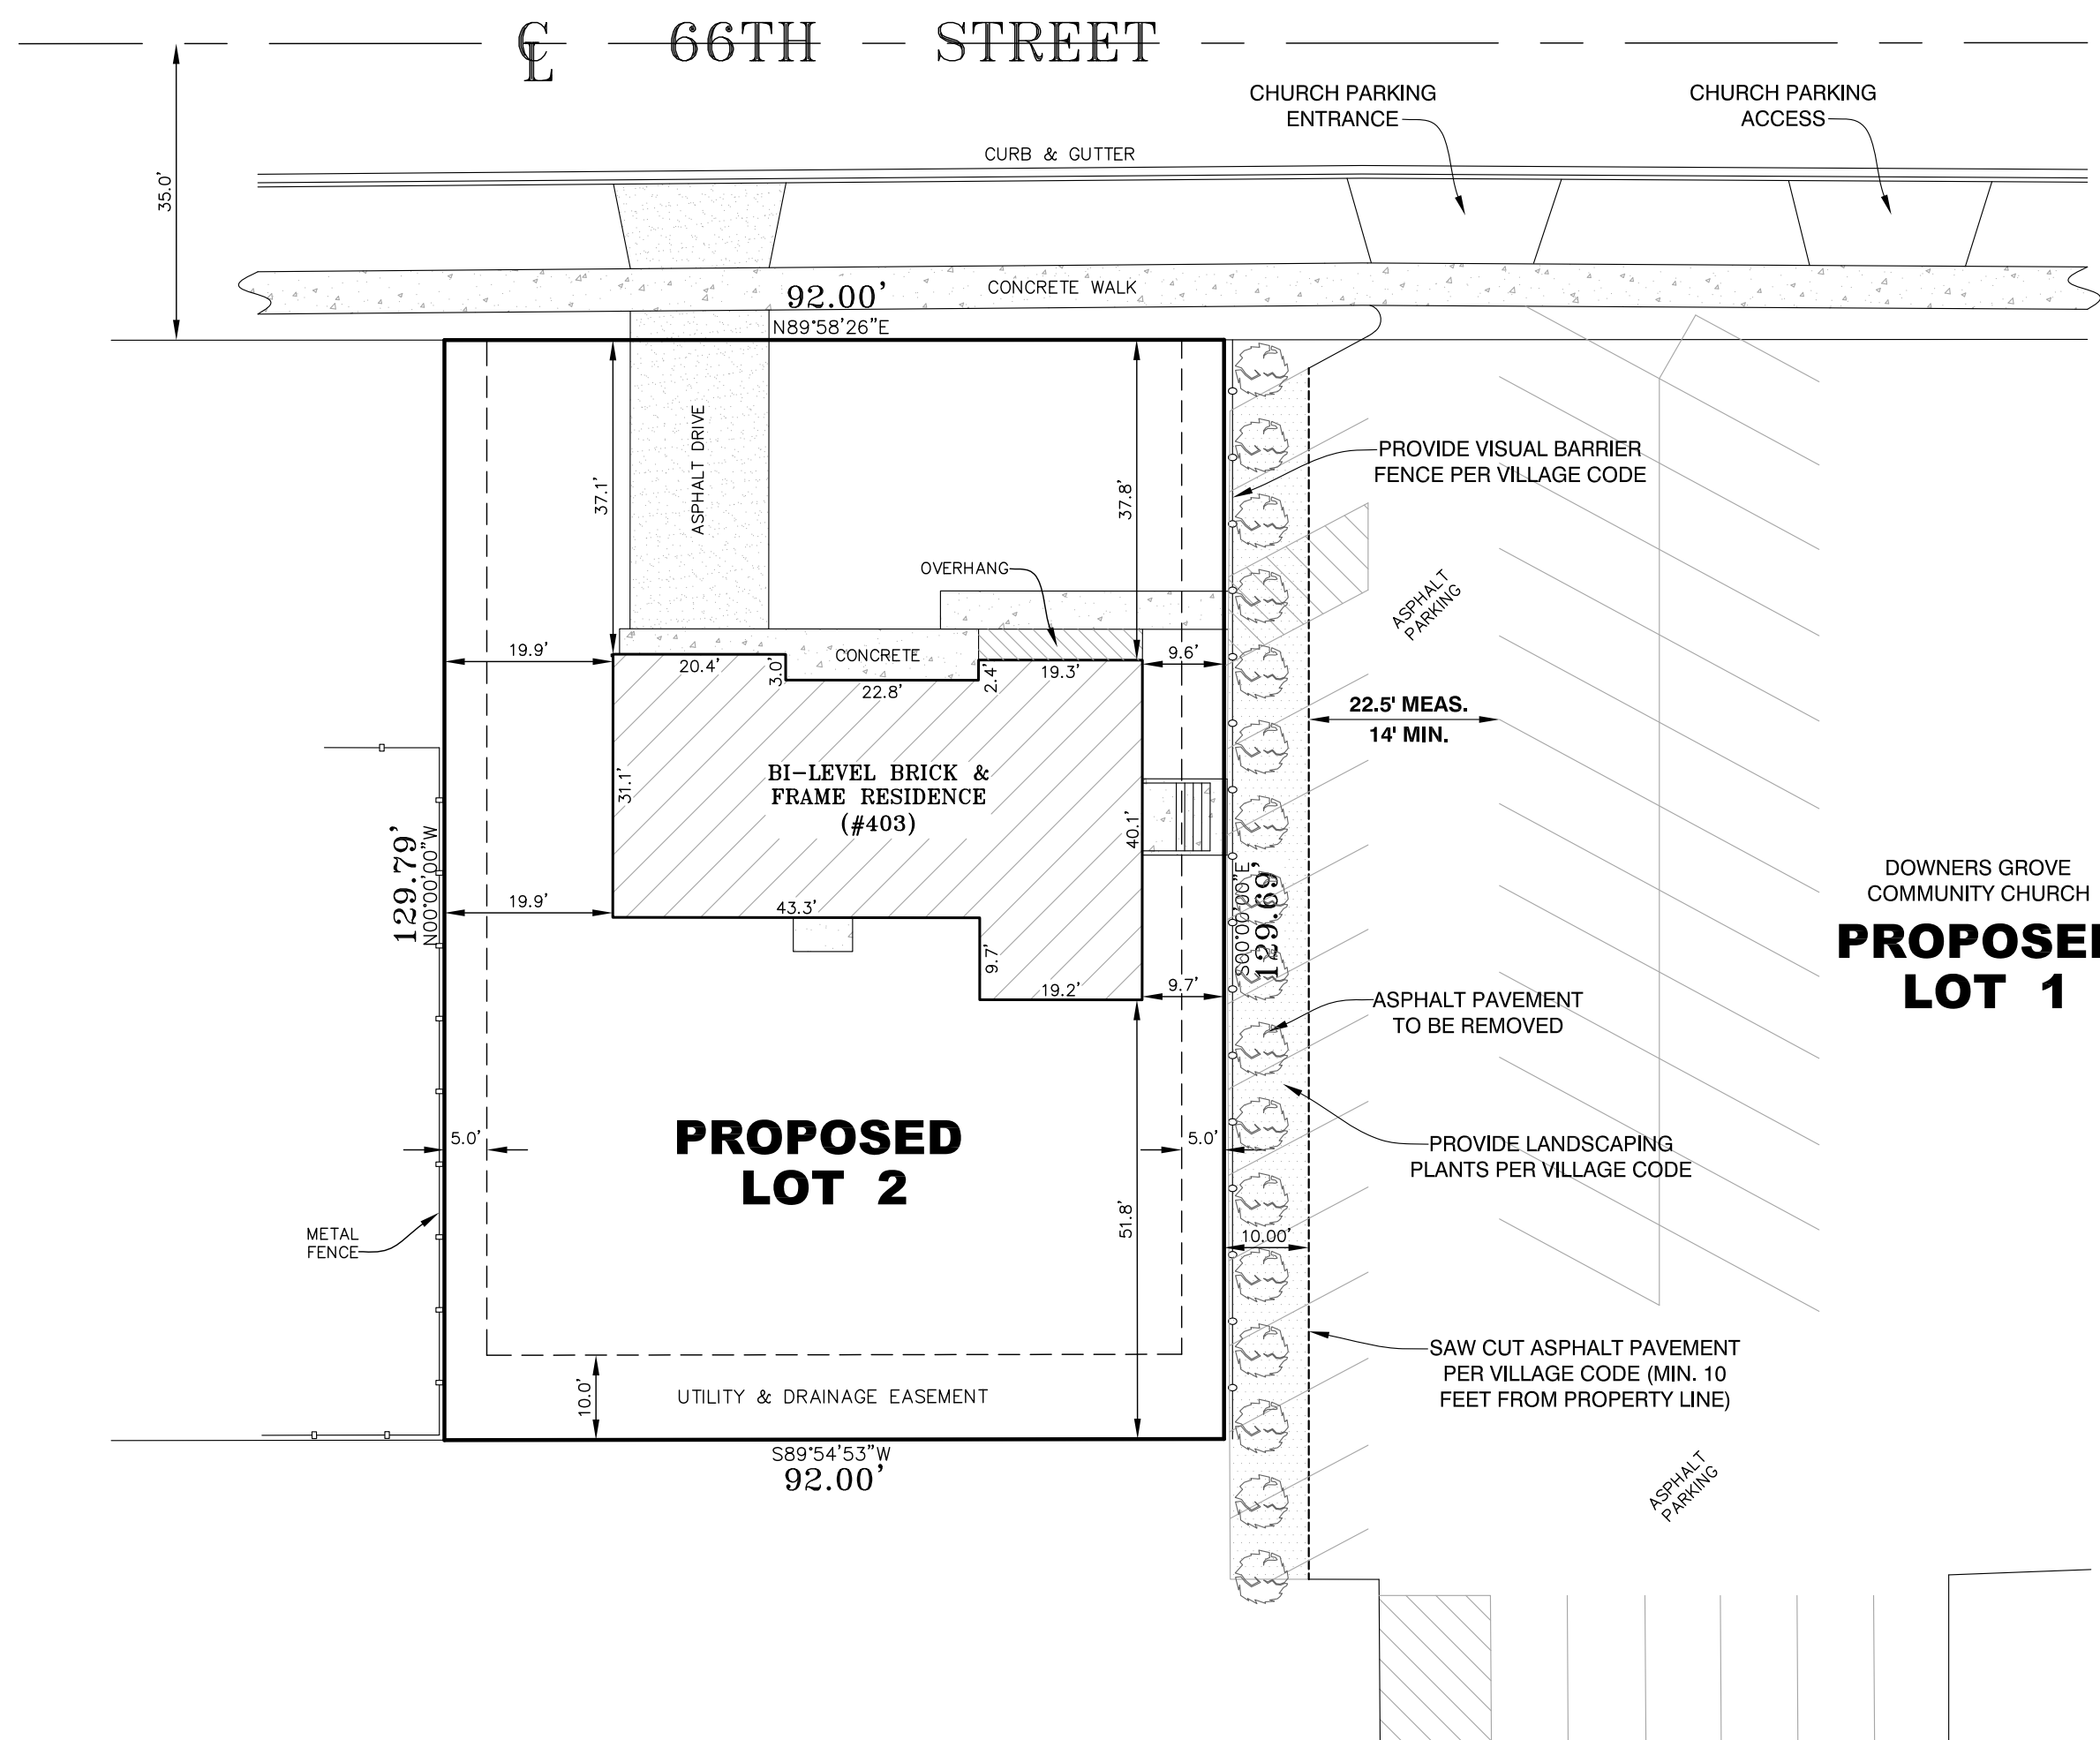 ℄ 66TH STREET
CHURCH PARKING
ENTRANCE
CHURCH PARKING
ACCESS
CURB & GUTTER
35.0'
CONCRETE WALK
92.00'
N89°58'26"E
ASPHALT DRIVE
37.1'
37.8'
PROVIDE VISUAL BARRIER
FENCE PER VILLAGE CODE
OVERHANG
ASPHALT
PARKING
19.9'
20.4'
3.0'
CONCRETE
22.8'
2.4'
19.3'
9.6'
22.5' MEAS.
14' MIN.
31.1'
BI-LEVEL BRICK &
FRAME RESIDENCE
(#403)
40.1'
129.79'
N00°00'00"W
S00°00'00"E
129.69'
DOWNERS GROVE
COMMUNITY CHURCH
PROPOSED
LOT 1
19.9'
43.3'
9.7'
19.2'
9.7'
ASPHALT PAVEMENT
TO BE REMOVED
5.0'
PROPOSED
LOT 2
5.0'
PROVIDE LANDSCAPING
PLANTS PER VILLAGE CODE
51.8'
METAL
FENCE
10.00'
SAW CUT ASPHALT PAVEMENT
PER VILLAGE CODE (MIN. 10
FEET FROM PROPERTY LINE)
10.0'
UTILITY & DRAINAGE EASEMENT
S89°54'53"W
92.00'
ASPHALT
PARKING